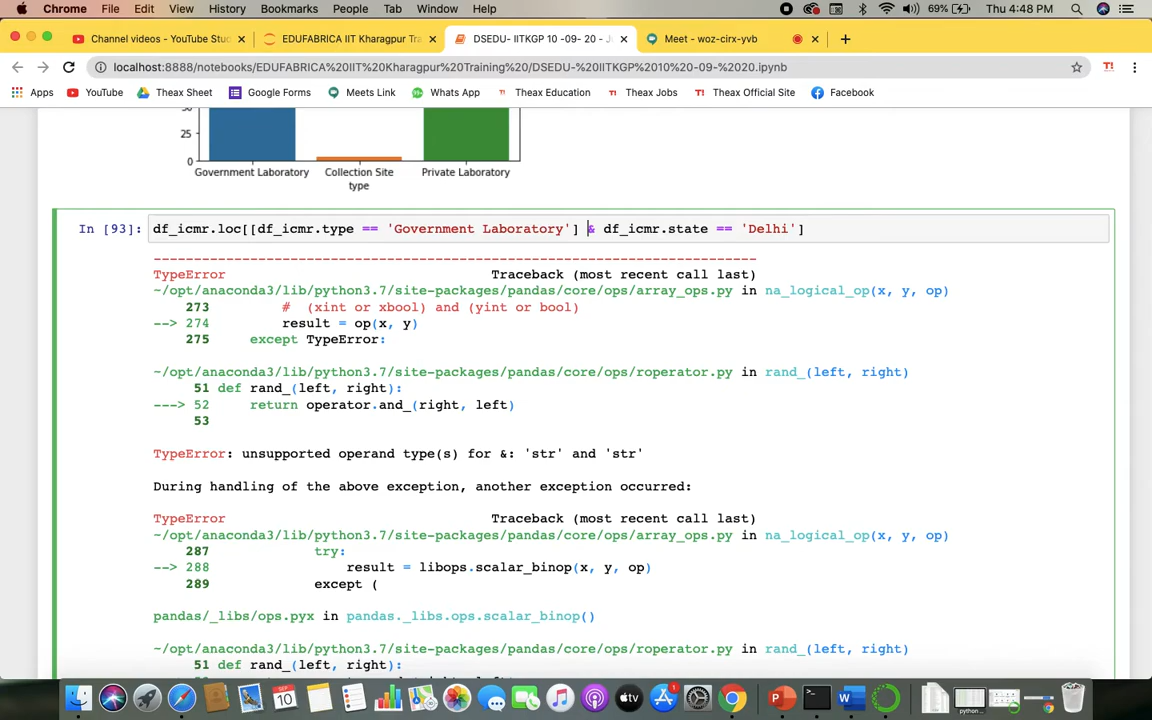 Chrome File Edit View History Bookmarks People Tab Window Help 69% Thu 4:48 PM
Channel videos - YouTube Stu × EDUFABRICA IIT Kharagpur Tra × DSEDU- IITKGP 10 -09- 20 - Ju × Meet - woz-cirx-yvb × +
localhost:8888/notebooks/EDUFABRICA%20IIT%20Kharagpur%20Training%20/DSEDU-%20IITKGP%2010%20-09-%2020.ipynb
Apps YouTube Theax Sheet Google Forms Meets Link Whats App Theax Education Theax Jobs Theax Official Site Facebook
25
0
Government Laboratory Collection Site Private Laboratory
type
In [93]: df_icmr.loc[[df_icmr.type == 'Government Laboratory'] & df_icmr.state == 'Delhi']
---------------------------------------------------------------------------
TypeError Traceback (most recent call last)
~/opt/anaconda3/lib/python3.7/site-packages/pandas/core/ops/array_ops.py in na_logical_op(x, y, op)
273 # (xint or xbool) and (yint or bool)
--> 274 result = op(x, y)
275 except TypeError:
~/opt/anaconda3/lib/python3.7/site-packages/pandas/core/ops/roperator.py in rand_(left, right)
51 def rand_(left, right):
---> 52 return operator.and_(right, left)
53
TypeError: unsupported operand type(s) for &: 'str' and 'str'
During handling of the above exception, another exception occurred:
TypeError Traceback (most recent call last)
~/opt/anaconda3/lib/python3.7/site-packages/pandas/core/ops/array_ops.py in na_logical_op(x, y, op)
287 try:
--> 288 result = libops.scalar_binop(x, y, op)
289 except (
pandas/_libs/ops.pyx in pandas._libs.ops.scalar_binop()
~/opt/anaconda3/lib/python3.7/site-packages/pandas/core/ops/roperator.py in rand_(left, right)
51 def rand_(left, right):